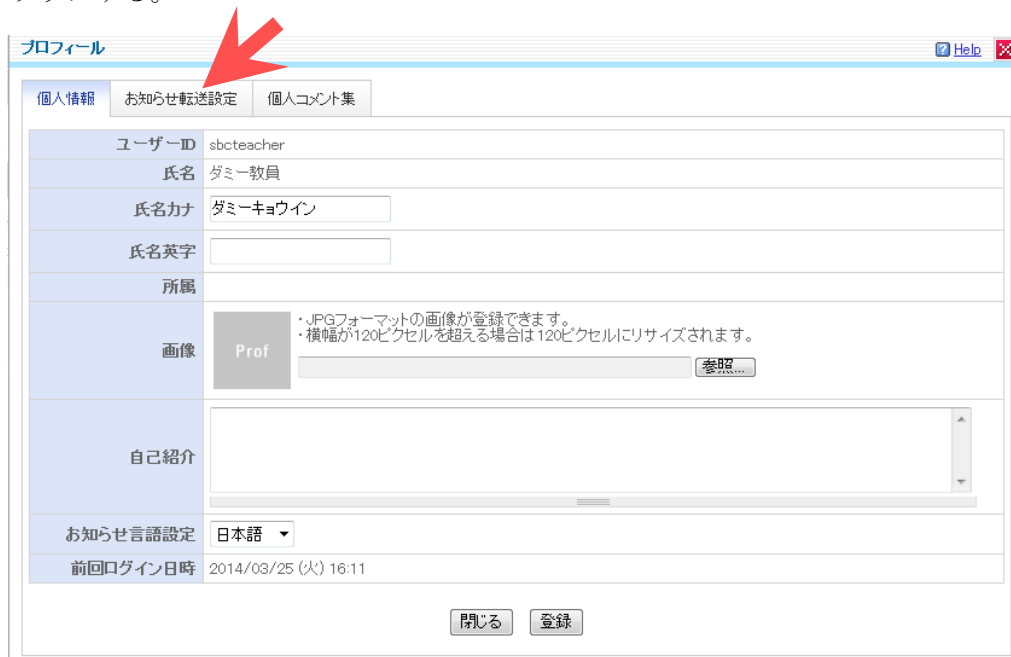 プロフィール
Help
個人情報 お知らせ転送設定 個人コメント集
ユーザーID sbcteacher
氏名 ダミー教員
氏名カナ ダミーキョウイン
氏名英字
所属
画像
Prof
・JPGフォーマットの画像が登録できます。
・横幅が120ピクセルを超える場合は120ピクセルにリサイズされます。
参照...
自己紹介
お知らせ言語設定 日本語
前回ログイン日時 2014/03/25 (火) 16:11
閉じる 登録